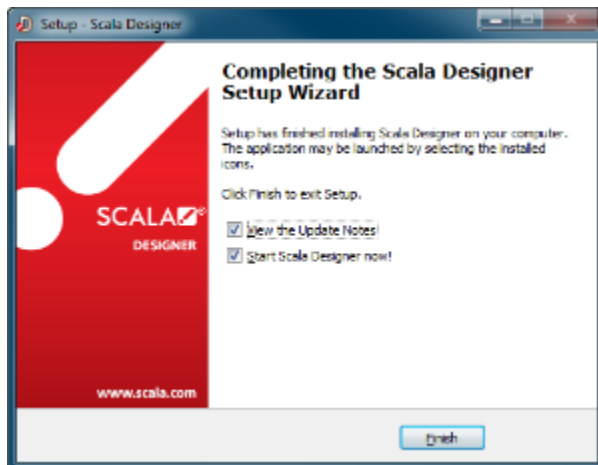 Setup - Scala Designer
Completing the Scala Designer
Setup Wizard
Setup has finished installing Scala Designer on your computer.
The application may be launched by selecting the installed
icons.
Click Finish to exit Setup.
SCALA®
View the Update Notes
DESIGNER
Start Scala Designer now!
www.scala.com
Finish